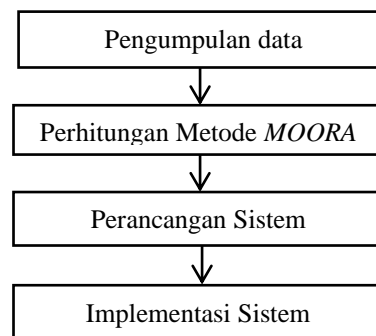 Pengumpulan data
Perhitungan Metode MOORA
Perancangan Sistem
Implementasi Sistem